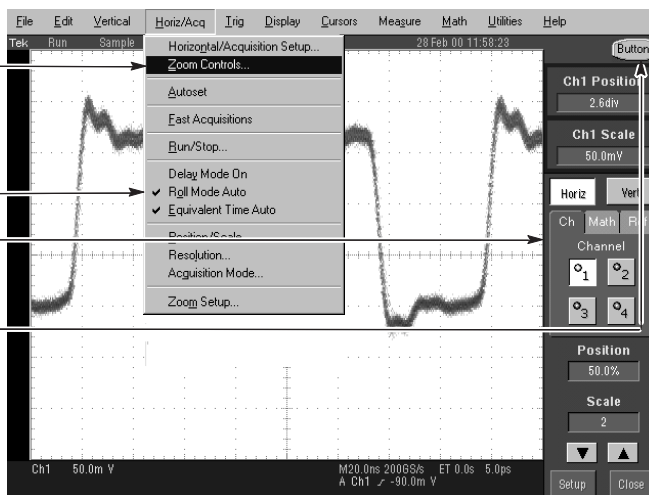 File Edit Vertical Horiz/Acq Trig Display Cursors Measure Math Utilities Help
Tek Run Sample 28 Feb 00 11:58:23
Button
Horizontal/Acquisition Setup...
Zoom Controls...
Autoset
Fast Acquisitions
Run/Stop...
Delay Mode On
✔ Roll Mode Auto
✔ Equivalent Time Auto
Position/Scale
Resolution...
Acquisition Mode...
Zoom Setup...
Ch1 Position
2.6div
Ch1 Scale
50.0mV
Horiz Vert
Ch Math Ref
Channel
1 2
3 4
Position
50.0%
Scale
2
Setup Close
Ch1 50.0m V
M20.0ns 200GS/s ET 0.0s 5.0ps
A Ch1 -90.0m V